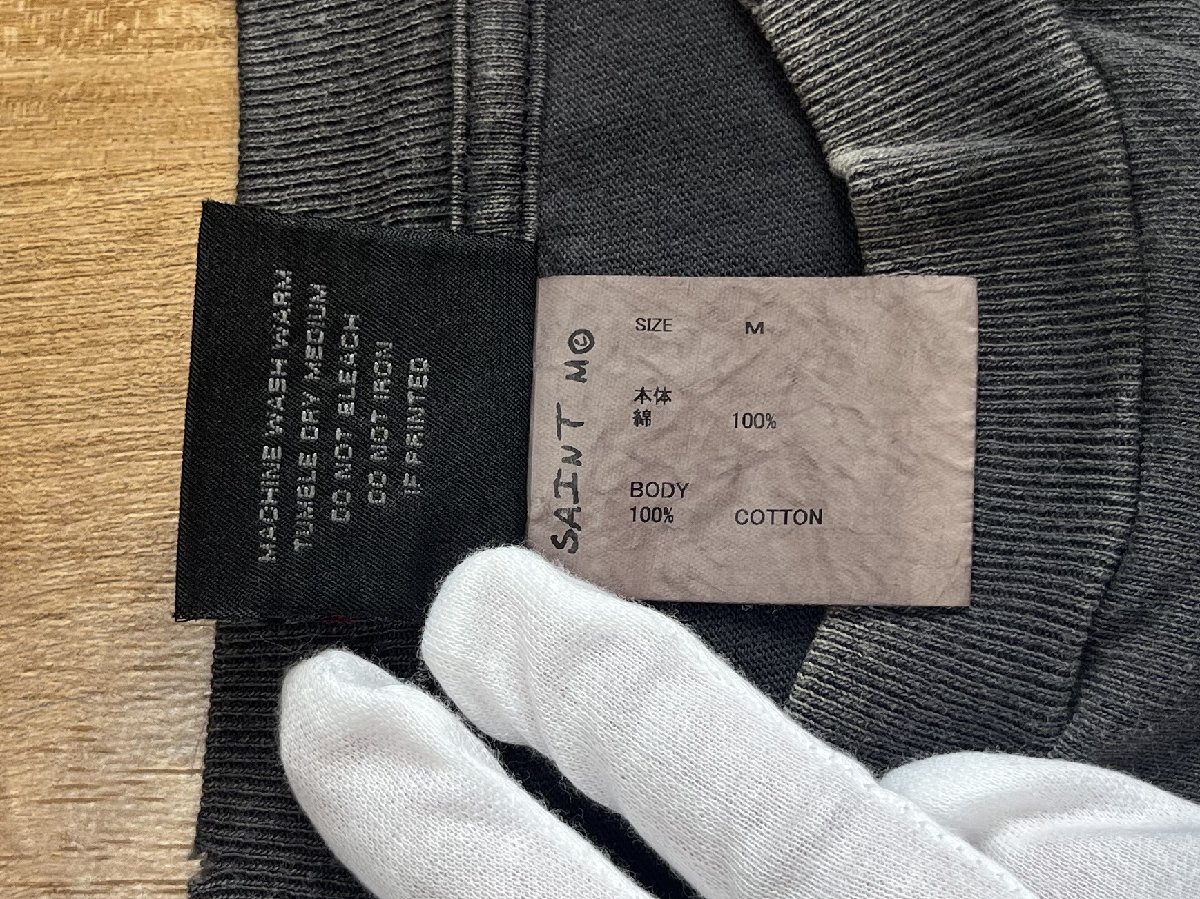 MACHINE WASH WARM
TUMBLE DRY MEDIUM
DO NOT BLEACH
DO NOT IRON
IF PRINTED
SAINT M
SIZE M
本体
綿 100%
BODY
100% COTTON